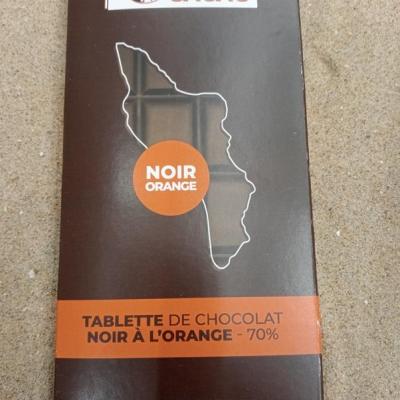 NOIR
ORANGE
TABLETTE DE CHOCOLAT
NOIR À L'ORANGE - 70%